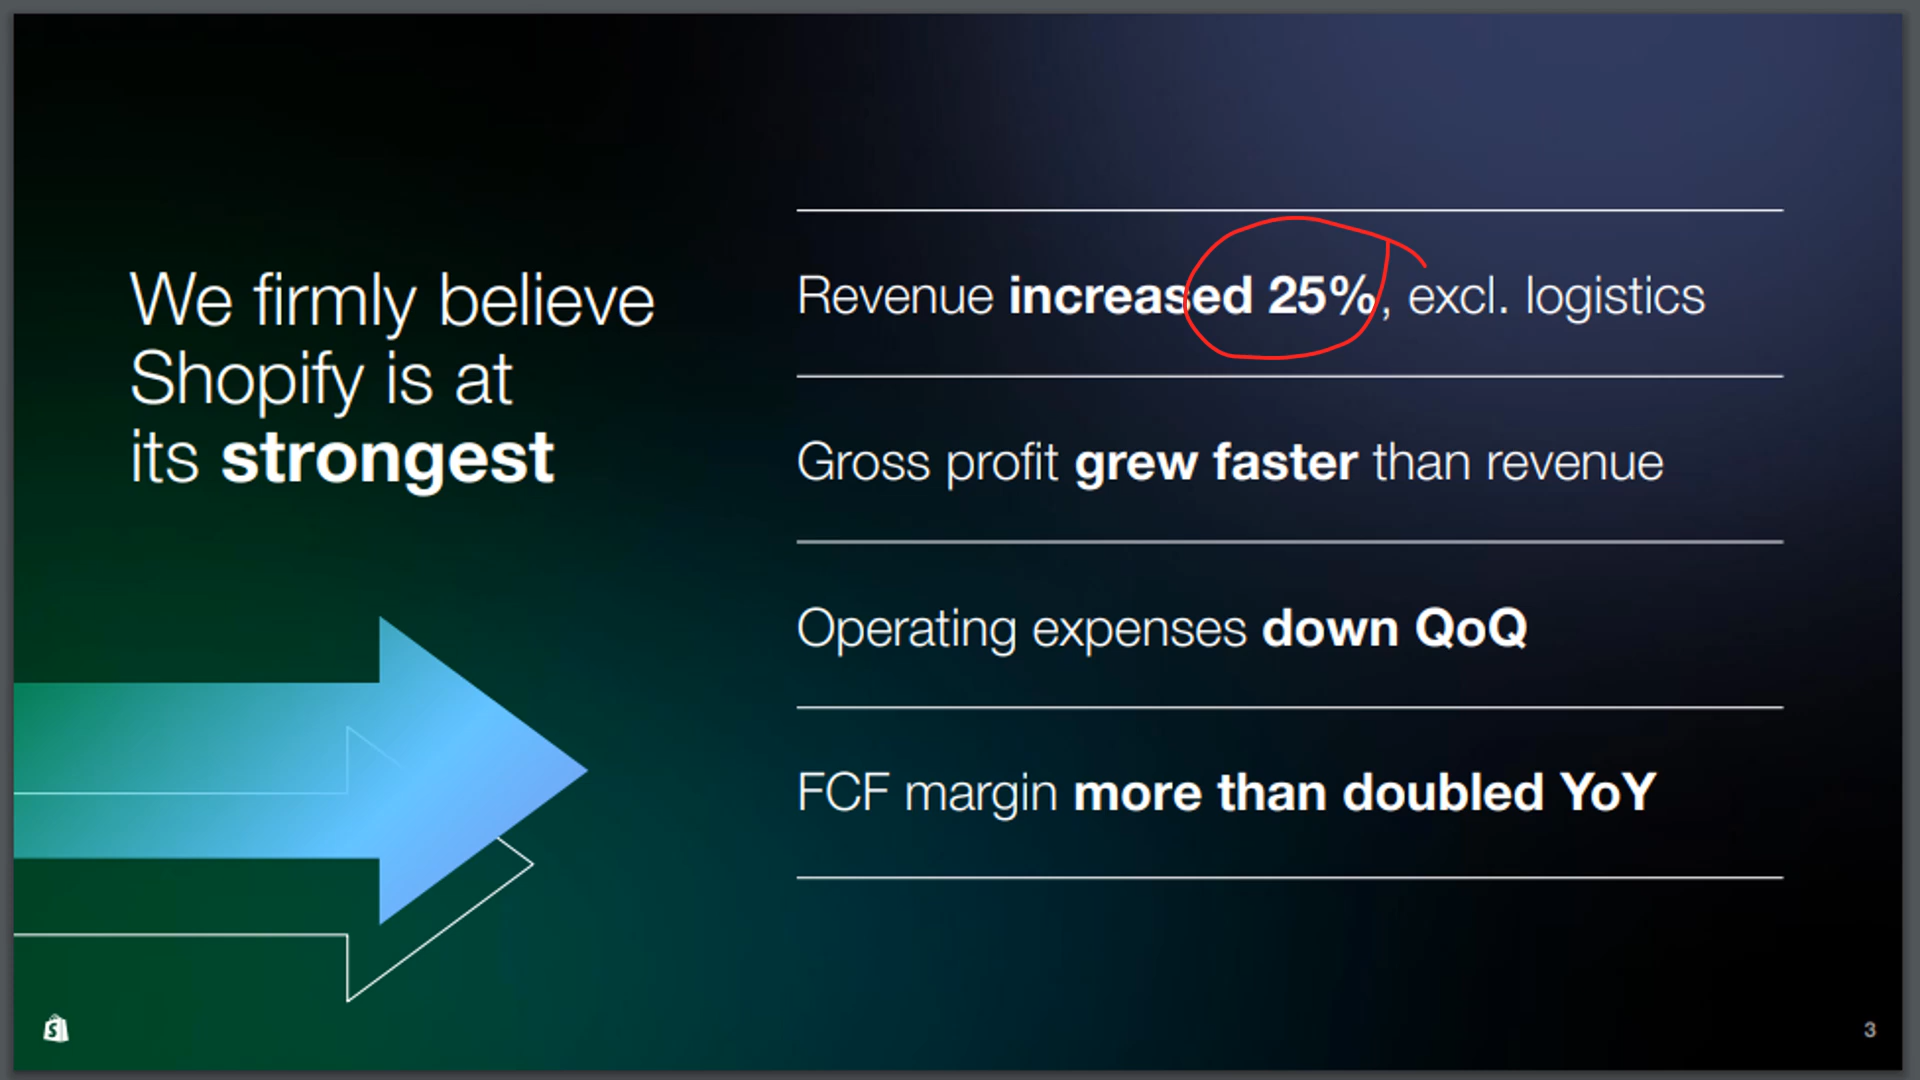 We firmly believe
Shopify is at
its strongest
Revenue increased 25%, excl. logistics
Gross profit grew faster than revenue
Operating expenses down QoQ
FCF margin more than doubled YoY
S
3